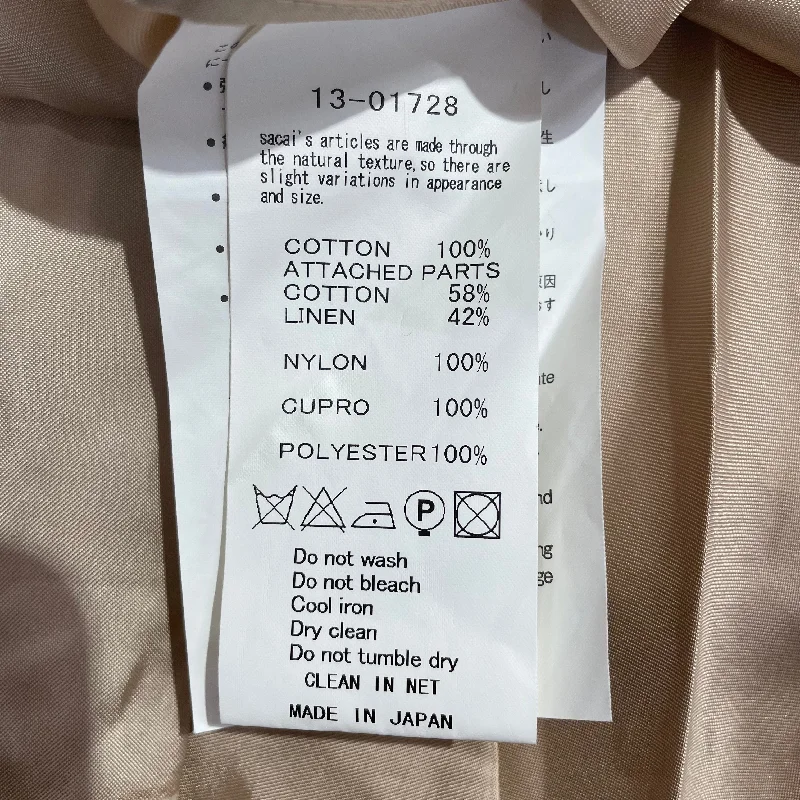 13-01728
sacai's articles are made through
the natural texture, so there are
slight variations in appearance
and size.
COTTON 100%
ATTACHED PARTS
COTTON 58%
LINEN 42%
NYLON 100%
CUPRO 100%
POLYESTER 100%
P
Do not wash
Do not bleach
Cool iron
Dry clean
Do not tumble dry
CLEAN IN NET
MADE IN JAPAN